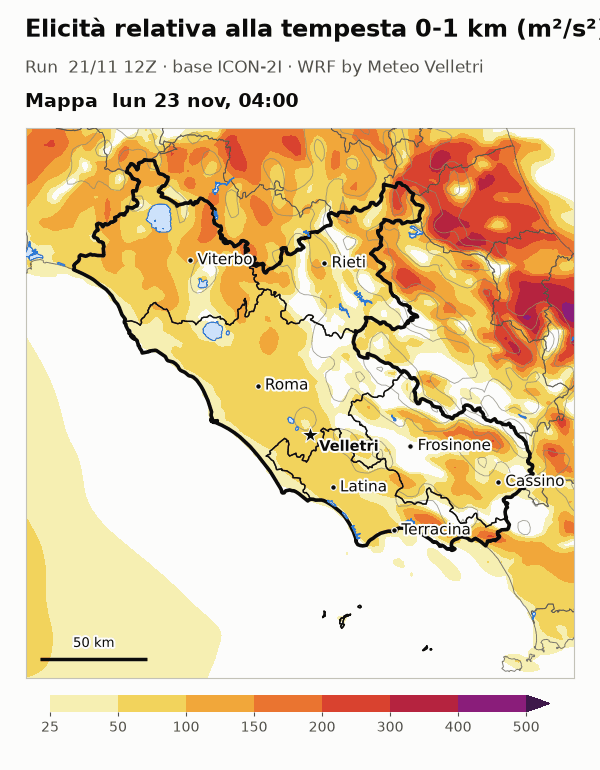 Elicità relativa alla tempesta 0-1 km (m²/s²)
Run  21/11 12Z · base ICON-2I · WRF by Meteo Velletri
Mappa  lun 23 nov, 04:00
Viterbo
Rieti
Roma
Velletri
Frosinone
Cassino
Latina
Terracina
50 km
25 50 100 150 200 300 400 500